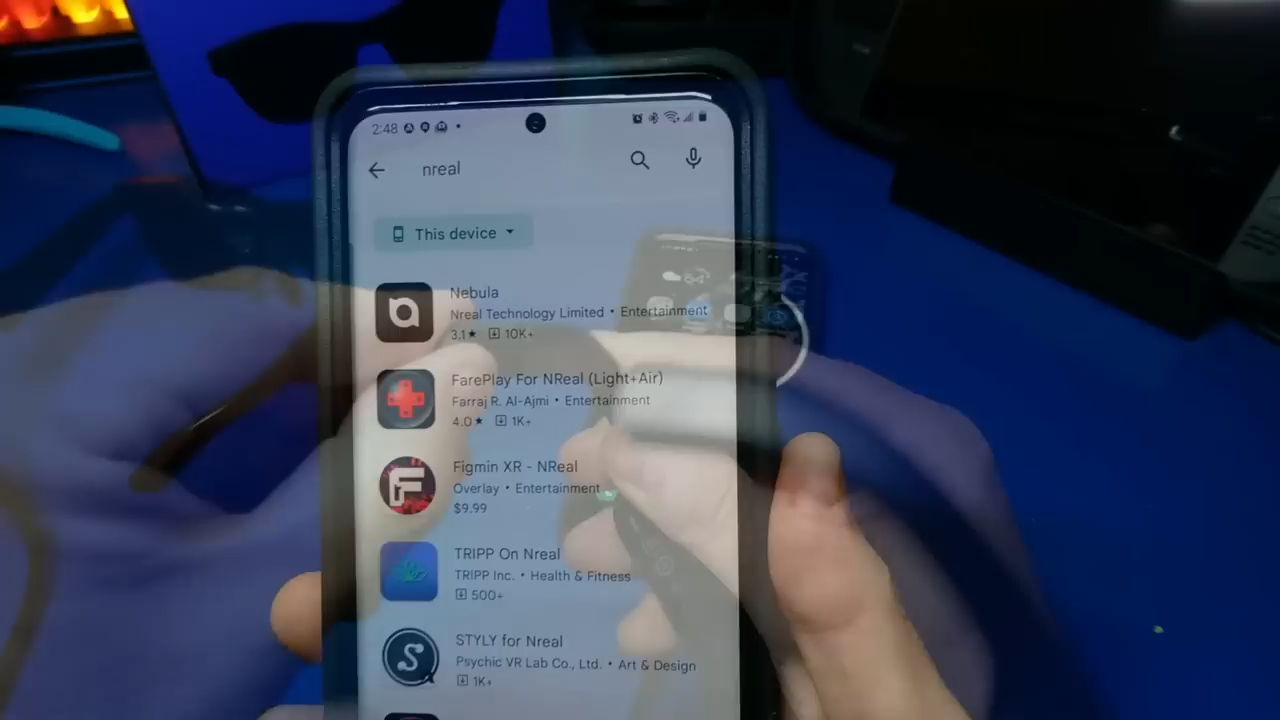 2:48
nreal
This device
Nebula
Nreal Technology Limited • Entertainment
3.1★ 10K+
FarePlay For NReal (Light+Air)
Farraj R. Al-Ajmi • Entertainment
4.0★ 1K+
Figmin XR - NReal
Overlay • Entertainment
$9.99
TRIPP On Nreal
TRIPP Inc. • Health & Fitness
500+
STYLY for Nreal
Psychic VR Lab Co., Ltd. • Art & Design
1K+